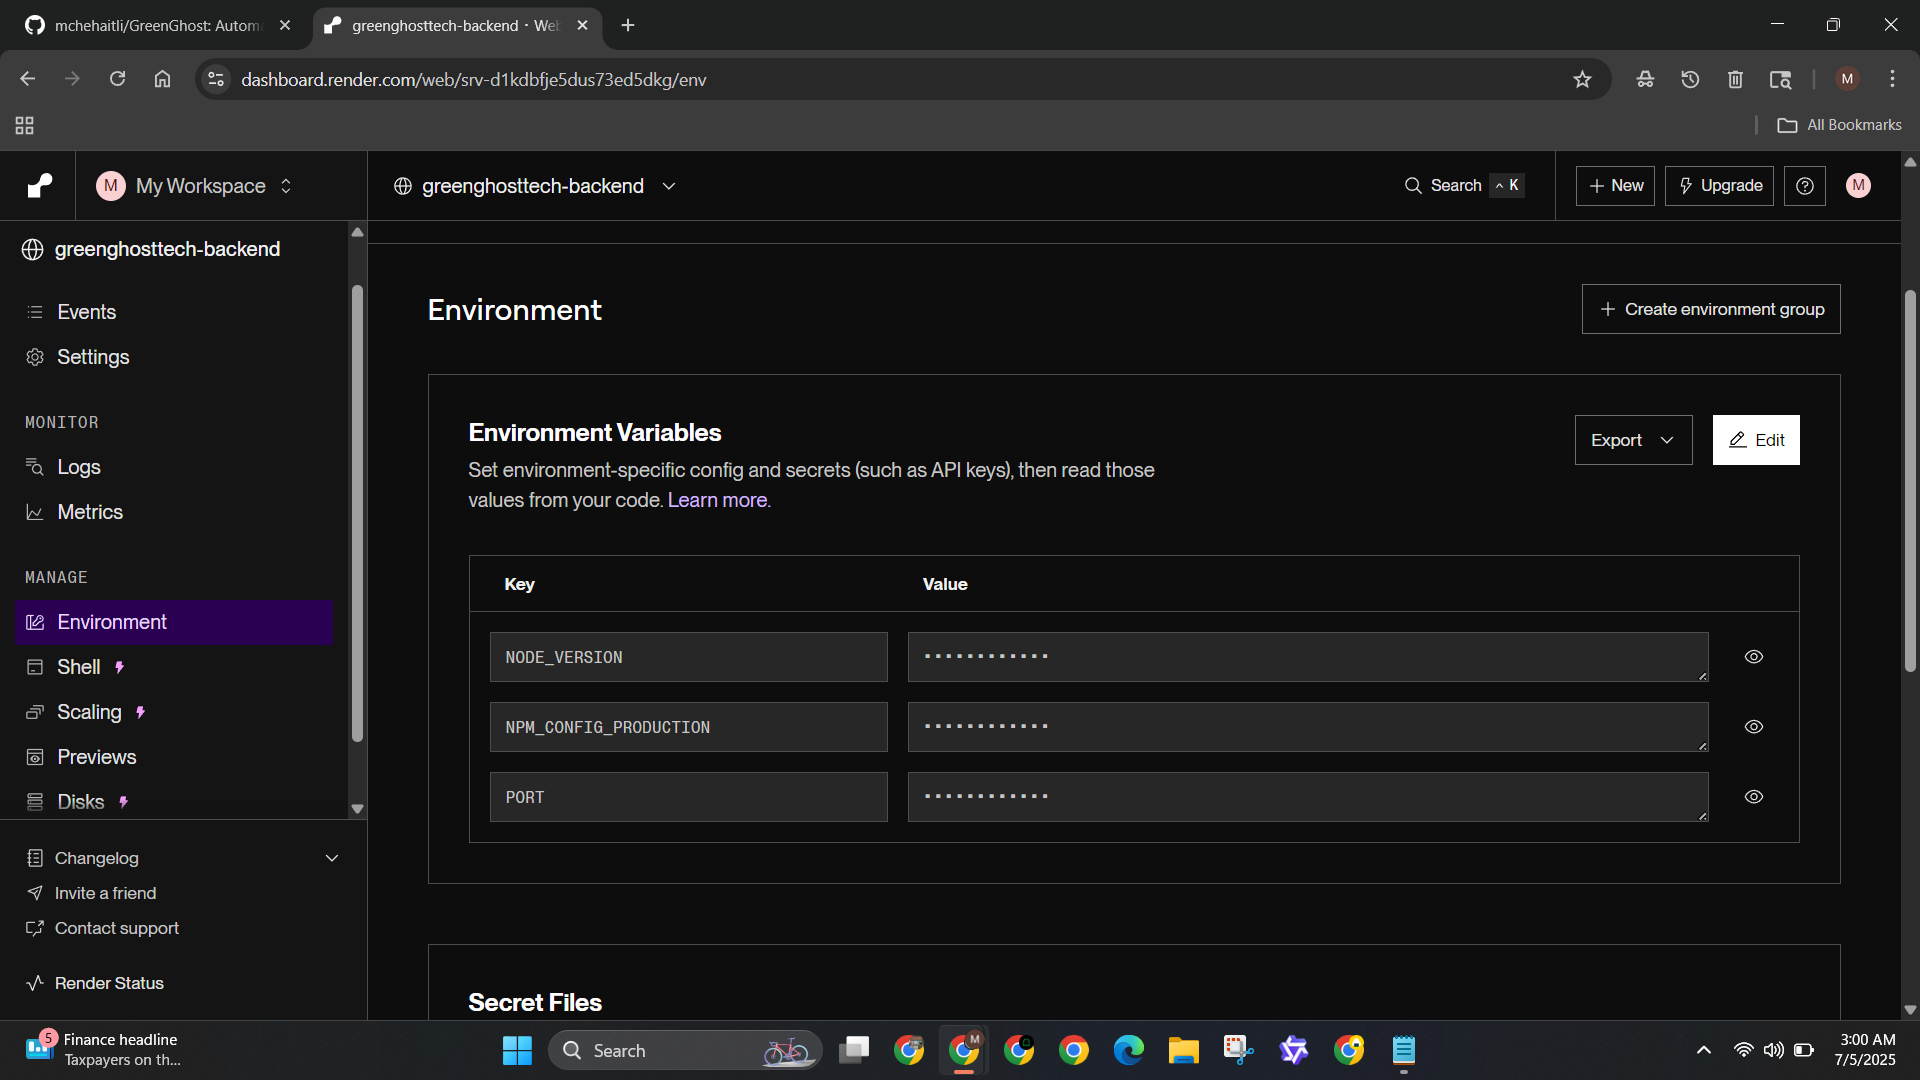 mchehaitli/GreenGhost: Autom
greenghosttech-backend · We
dashboard.render.com/web/srv-d1kdbfje5dus73ed5dkg/env
M
All Bookmarks
M
My Workspace
greenghosttech-backend
Search
^ K
+ New
Upgrade
M
greenghosttech-backend
Events
Settings
MONITOR
Logs
Metrics
MANAGE
Environment
Shell
Scaling
Previews
Disks
Changelog
Invite a friend
Contact support
Render Status
Environment
+ Create environment group
Environment Variables
Set environment-specific config and secrets (such as API keys), then read those
values from your code. Learn more.
Export
Edit
Key
Value
NODE_VERSION
············
NPM_CONFIG_PRODUCTION
············
PORT
············
Secret Files
5
Finance headline
Taxpayers on th...
Search
M
3:00 AM
7/5/2025